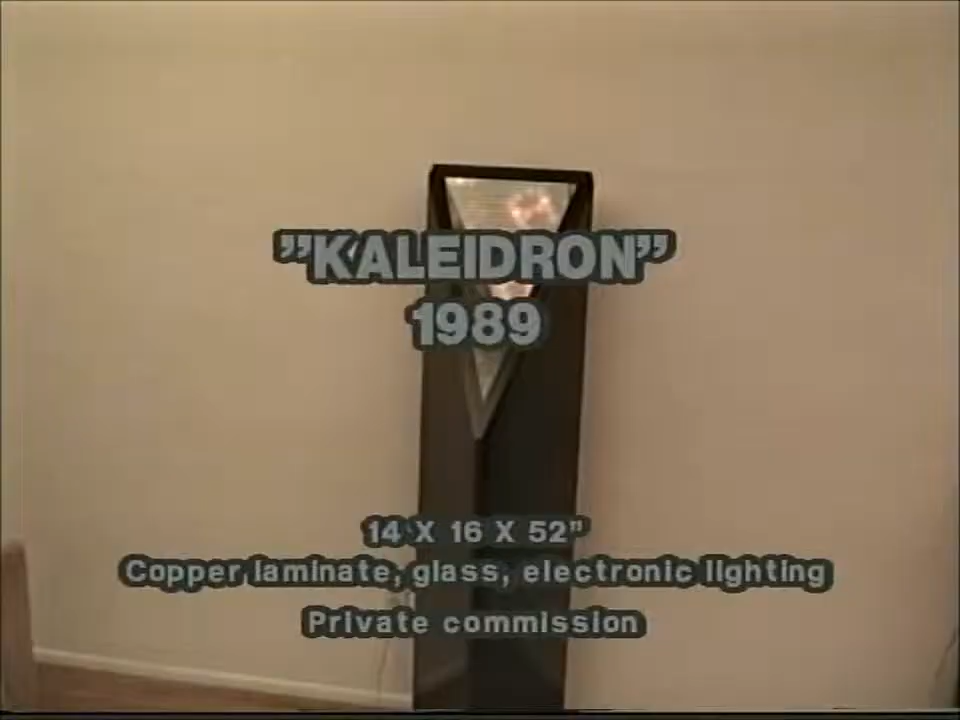 "KALEIDRON"
1989
14 X 16 X 52"
Copper laminate, glass, electronic lighting
Private commission